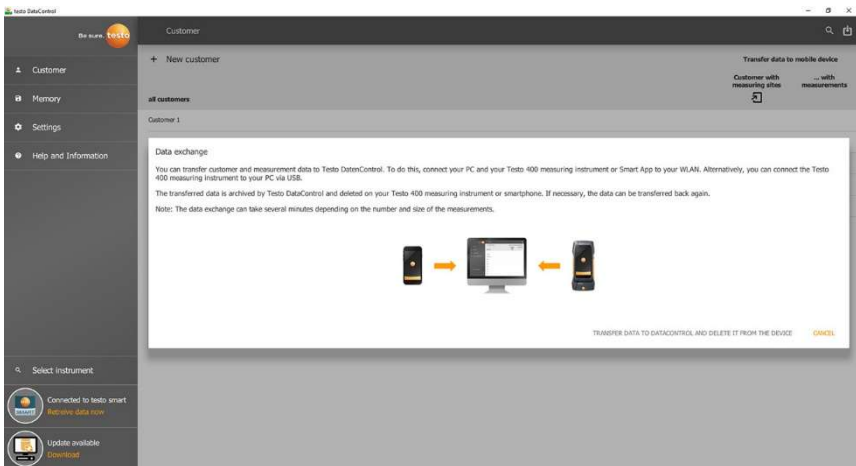 testo DataControl
Be sure. testo
Customer
Customer
Memory
Settings
Help and Information
+ New customer
Transfer data to mobile device
Customer with
measuring sites
... with
measurements
all customers
Customer 1
Data exchange
You can transfer customer and measurement data to Testo DatenControl. To do this, connect your PC and your Testo 400 measuring instrument or Smart App to your WLAN. Alternatively, you can connect the Testo
400 measuring instrument to your PC via USB.
The transferred data is archived by Testo DataControl and deleted on your Testo 400 measuring instrument or smartphone. If necessary, the data can be transferred back again.
Note: The data exchange can take several minutes depending on the number and size of the measurements.
TRANSFER DATA TO DATACONTROL AND DELETE IT FROM THE DEVICE
CANCEL
Select instrument
SMART
Connected to testo smart
Retreive data now
Update available
Download